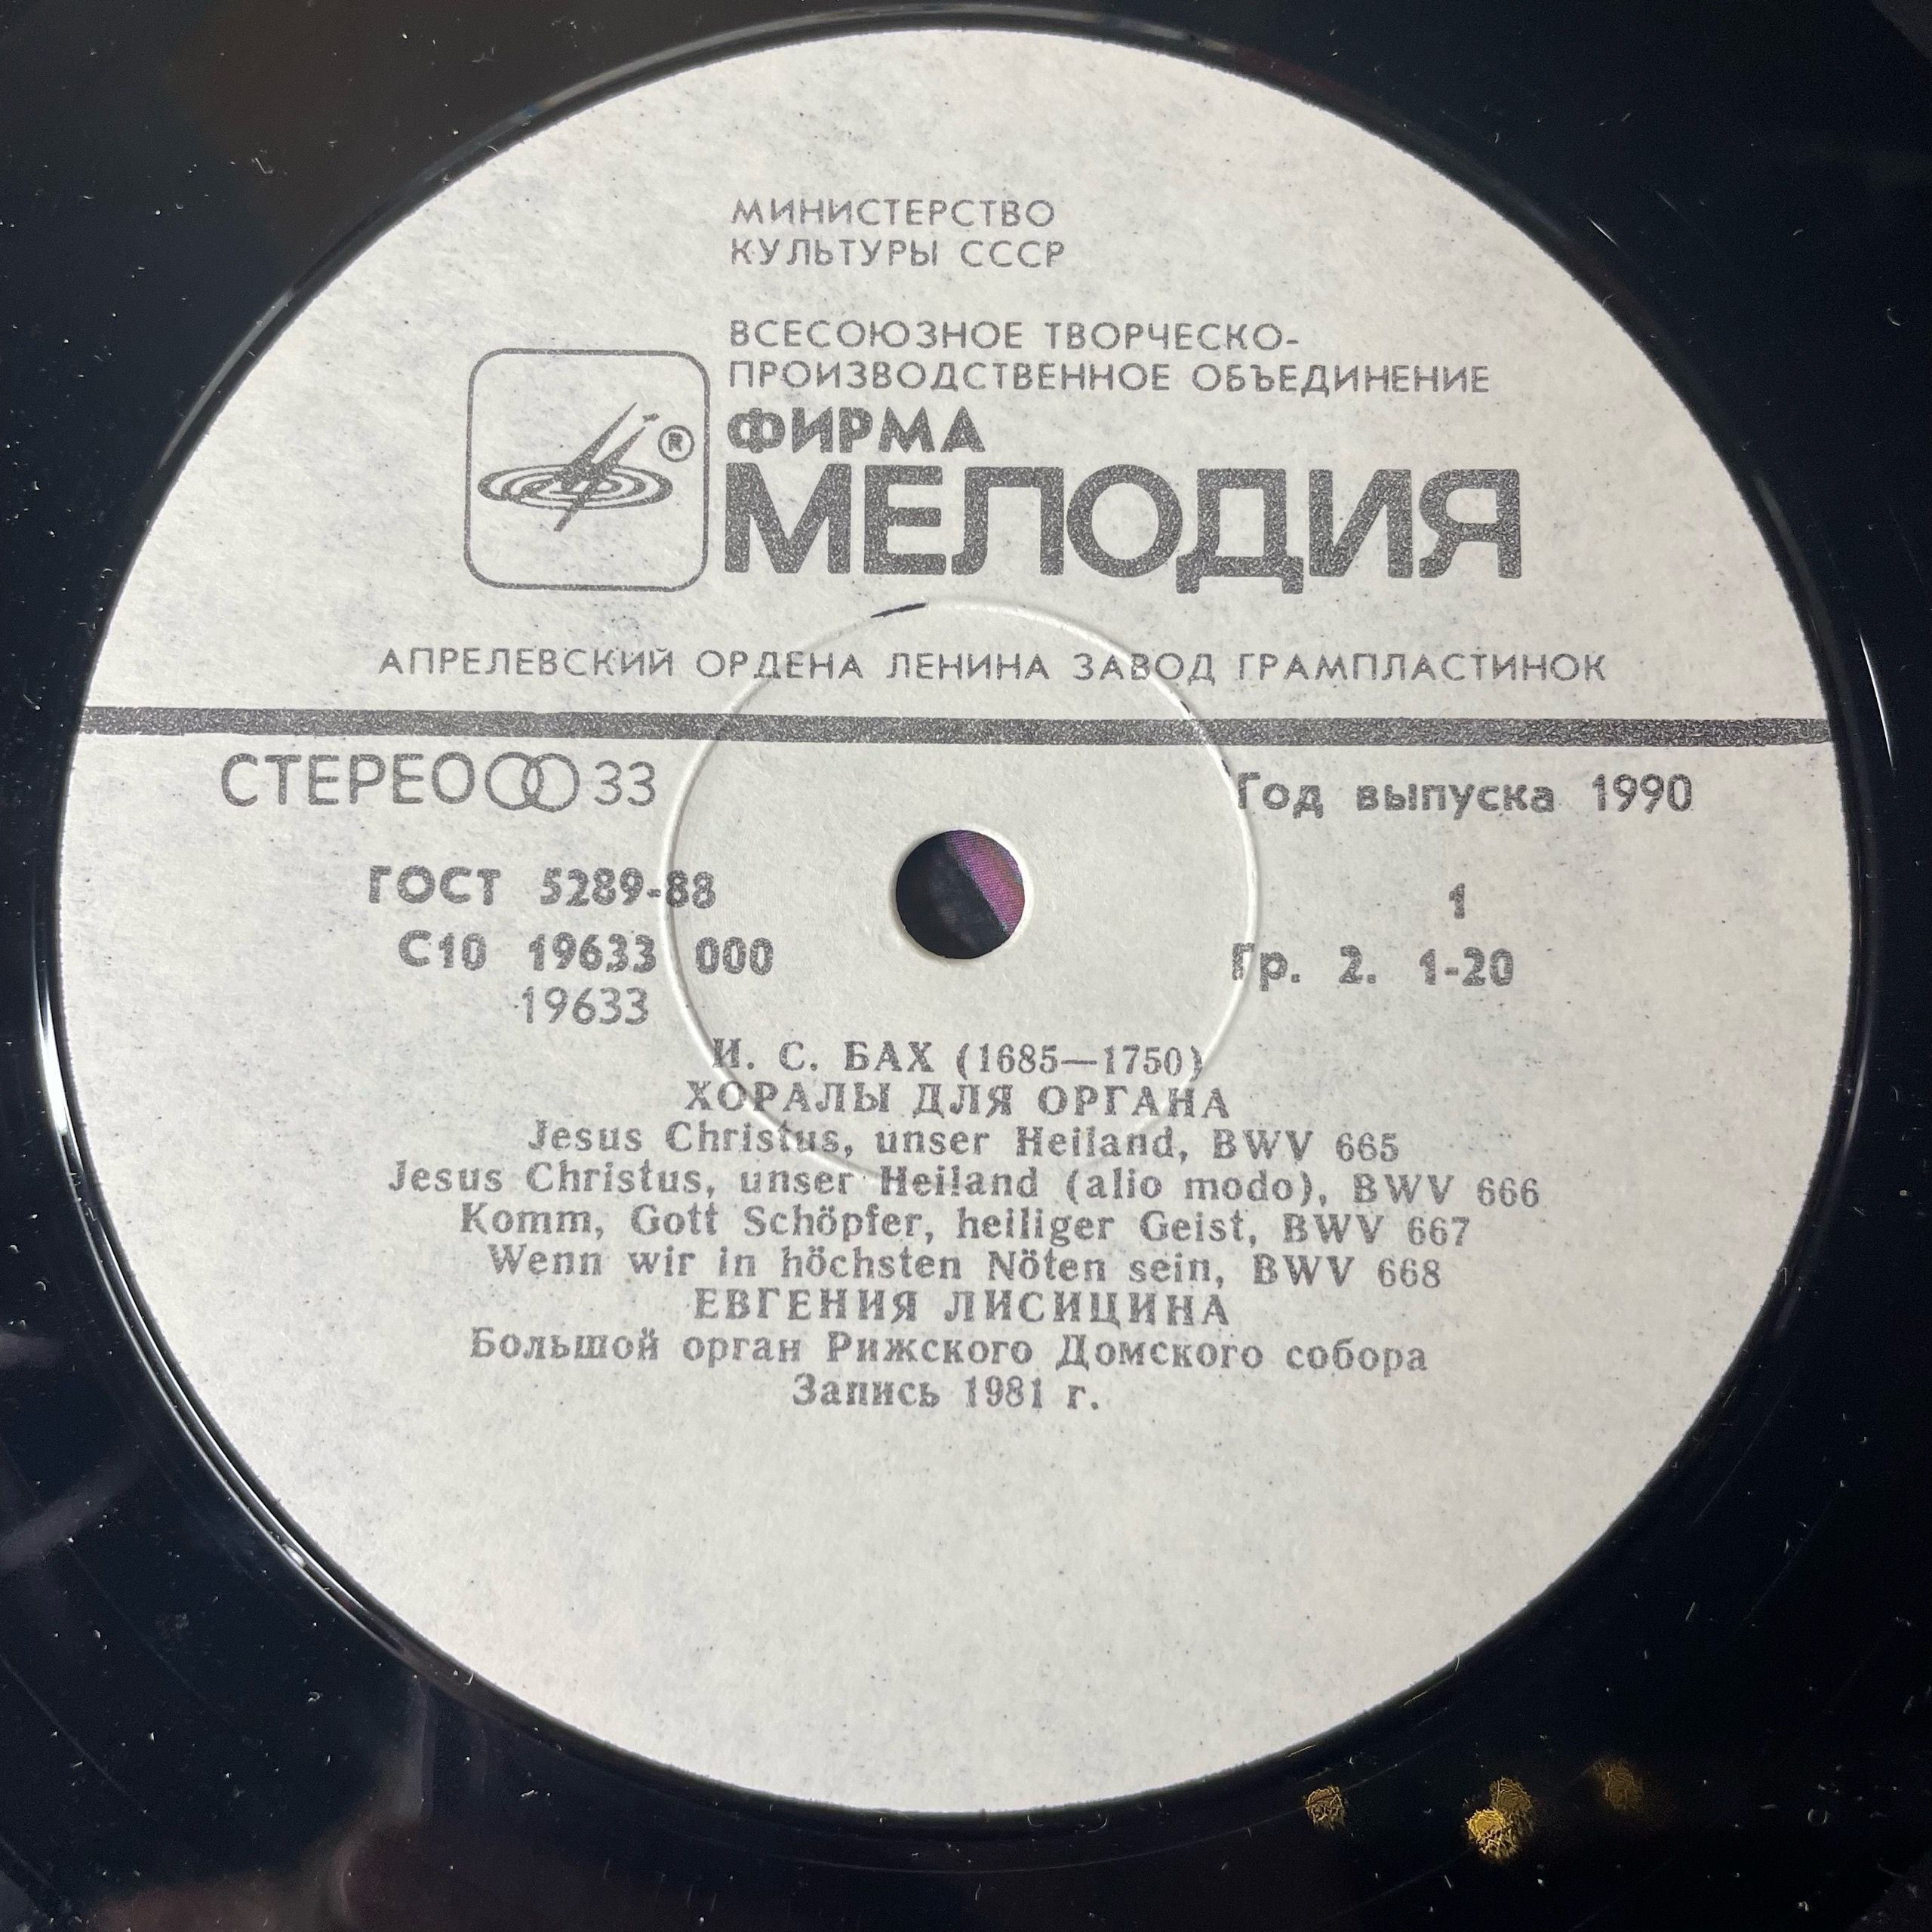 МИНИСТЕРСТВО
КУЛЬТУРЫ СССР
ВСЕСОЮЗНОЕ ТВОРЧЕСКО-
ПРОИЗВОДСТВЕННОЕ ОБЪЕДИНЕНИЕ
®
ФИРМА
МЕЛОДИЯ
АПРЕЛЕВСКИЙ ОРДЕНА ЛЕНИНА ЗАВОД ГРАМПЛАСТИНОК
СТЕРЕО 33
Год выпуска 1990
ГОСТ 5289-88
1
С10 19633 000
Гр. 2. 1-20
19633
И. С. БАХ (1685—1750)
ХОРАЛЫ ДЛЯ ОРГАНА
Jesus Christus, unser Heiland, BWV 665
Jesus Christus, unser Heiland (alio modo), BWV 666
Komm, Gott Schöpfer, heiliger Geist, BWV 667
Wenn wir in höchsten Nöten sein, BWV 668
ЕВГЕНИЯ ЛИСИЦИНА
Большой орган Рижского Домского собора
Запись 1981 г.